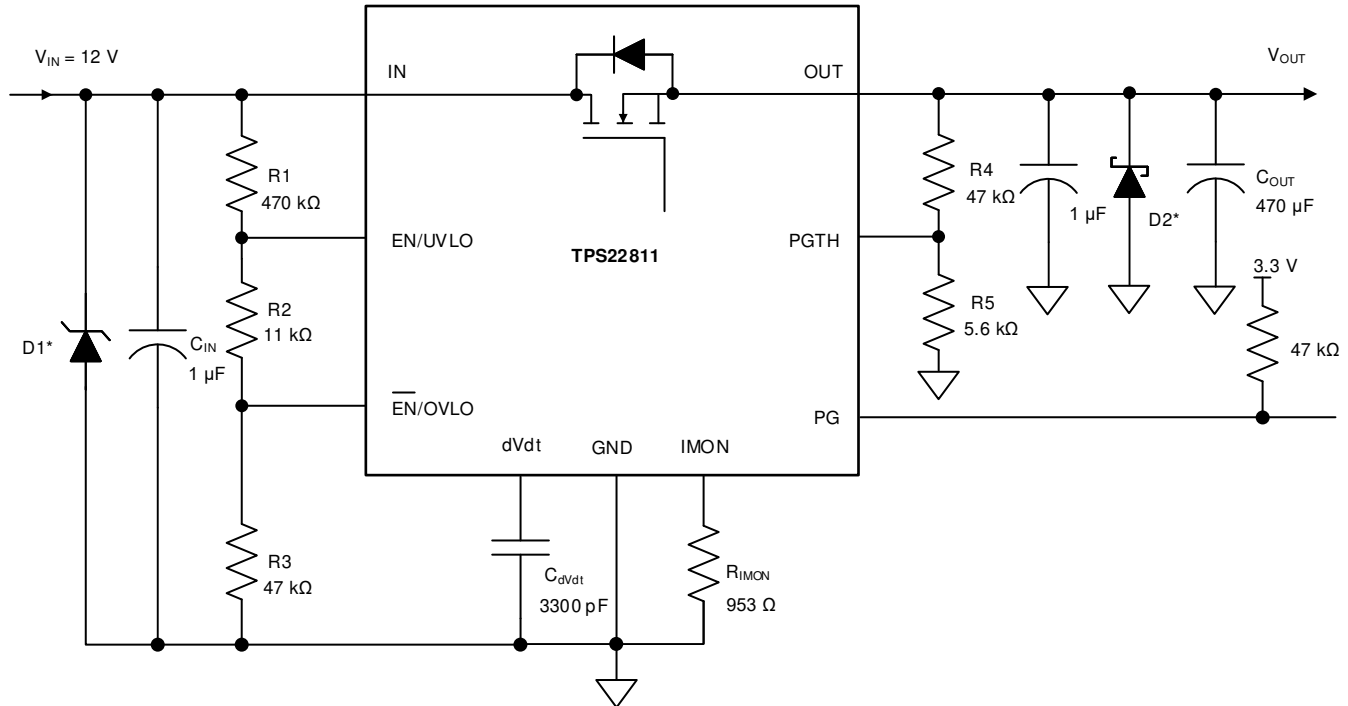 V_IN = 12 V
IN
OUT
V_OUT
R1
470 kΩ
R4
47 kΩ
1 µF
D2*
C_OUT
470 µF
EN/UVLO
TPS22811
PGTH
3.3 V
R2
11 kΩ
R5
5.6 kΩ
D1*
C_IN
1 µF
47 kΩ
E̅N̅/OVLO
PG
dVdt
GND
IMON
R3
47 kΩ
C_dVdt
3300 pF
R_IMON
953 Ω